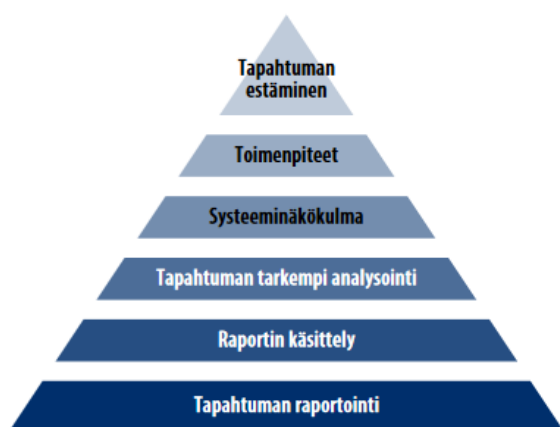 Tapahtuman
estäminen
Toimenpiteet
Systeeminäkökulma
Tapahtuman tarkempi analysointi
Raportin käsittely
Tapahtuman raportointi